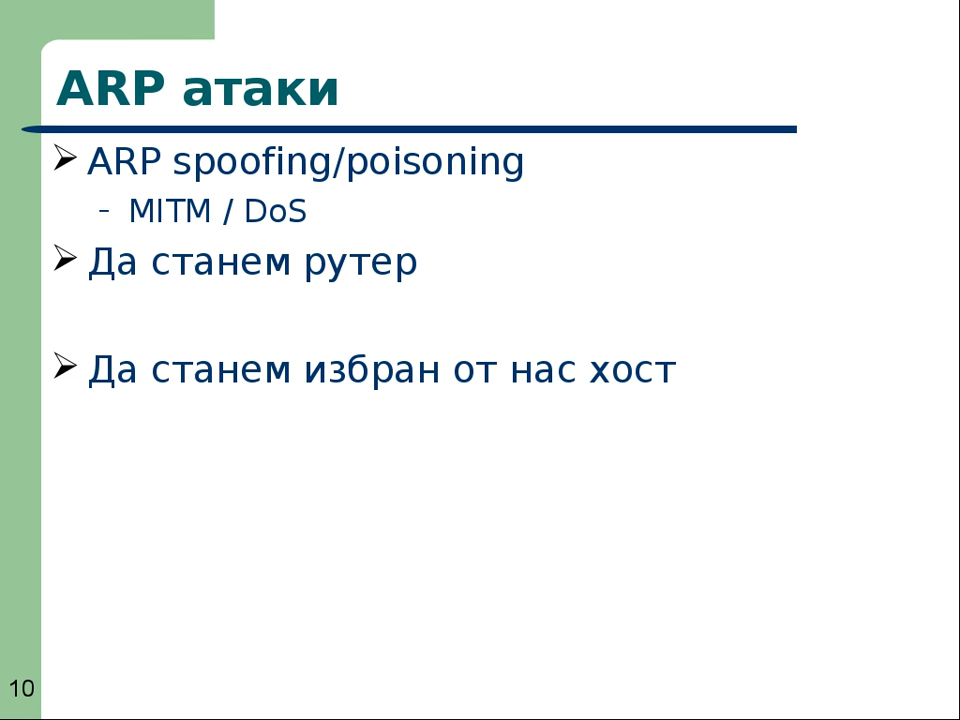 ARP атаки
ARP spoofing/poisoning
– MITM / DoS
Да станем рутер
Да станем избран от нас хост
10